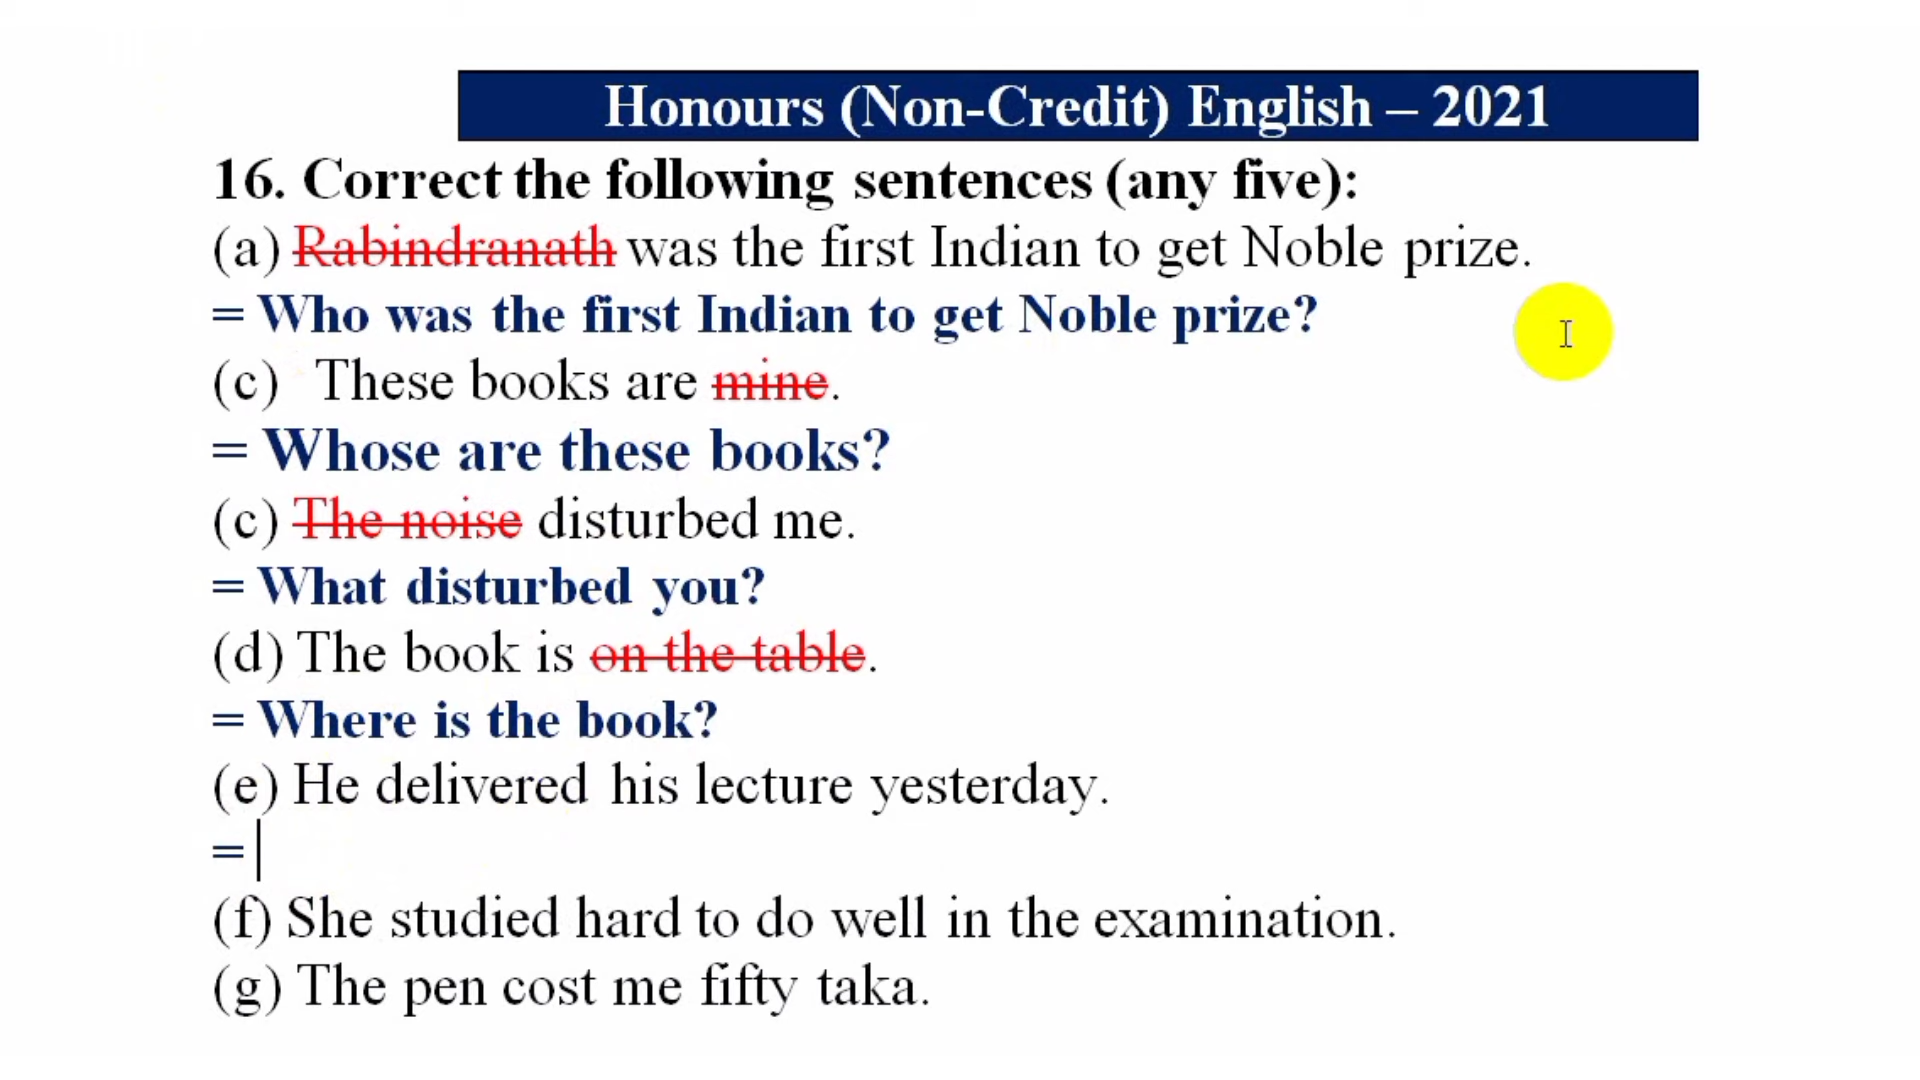 Honours (Non-Credit) English – 2021
16. Correct the following sentences (any five):
(a) Rabindranath was the first Indian to get Noble prize.
= Who was the first Indian to get Noble prize?
(c) These books are mine.
= Whose are these books?
(c) The noise disturbed me.
= What disturbed you?
(d) The book is on the table.
= Where is the book?
(e) He delivered his lecture yesterday.
=
(f) She studied hard to do well in the examination.
(g) The pen cost me fifty taka.